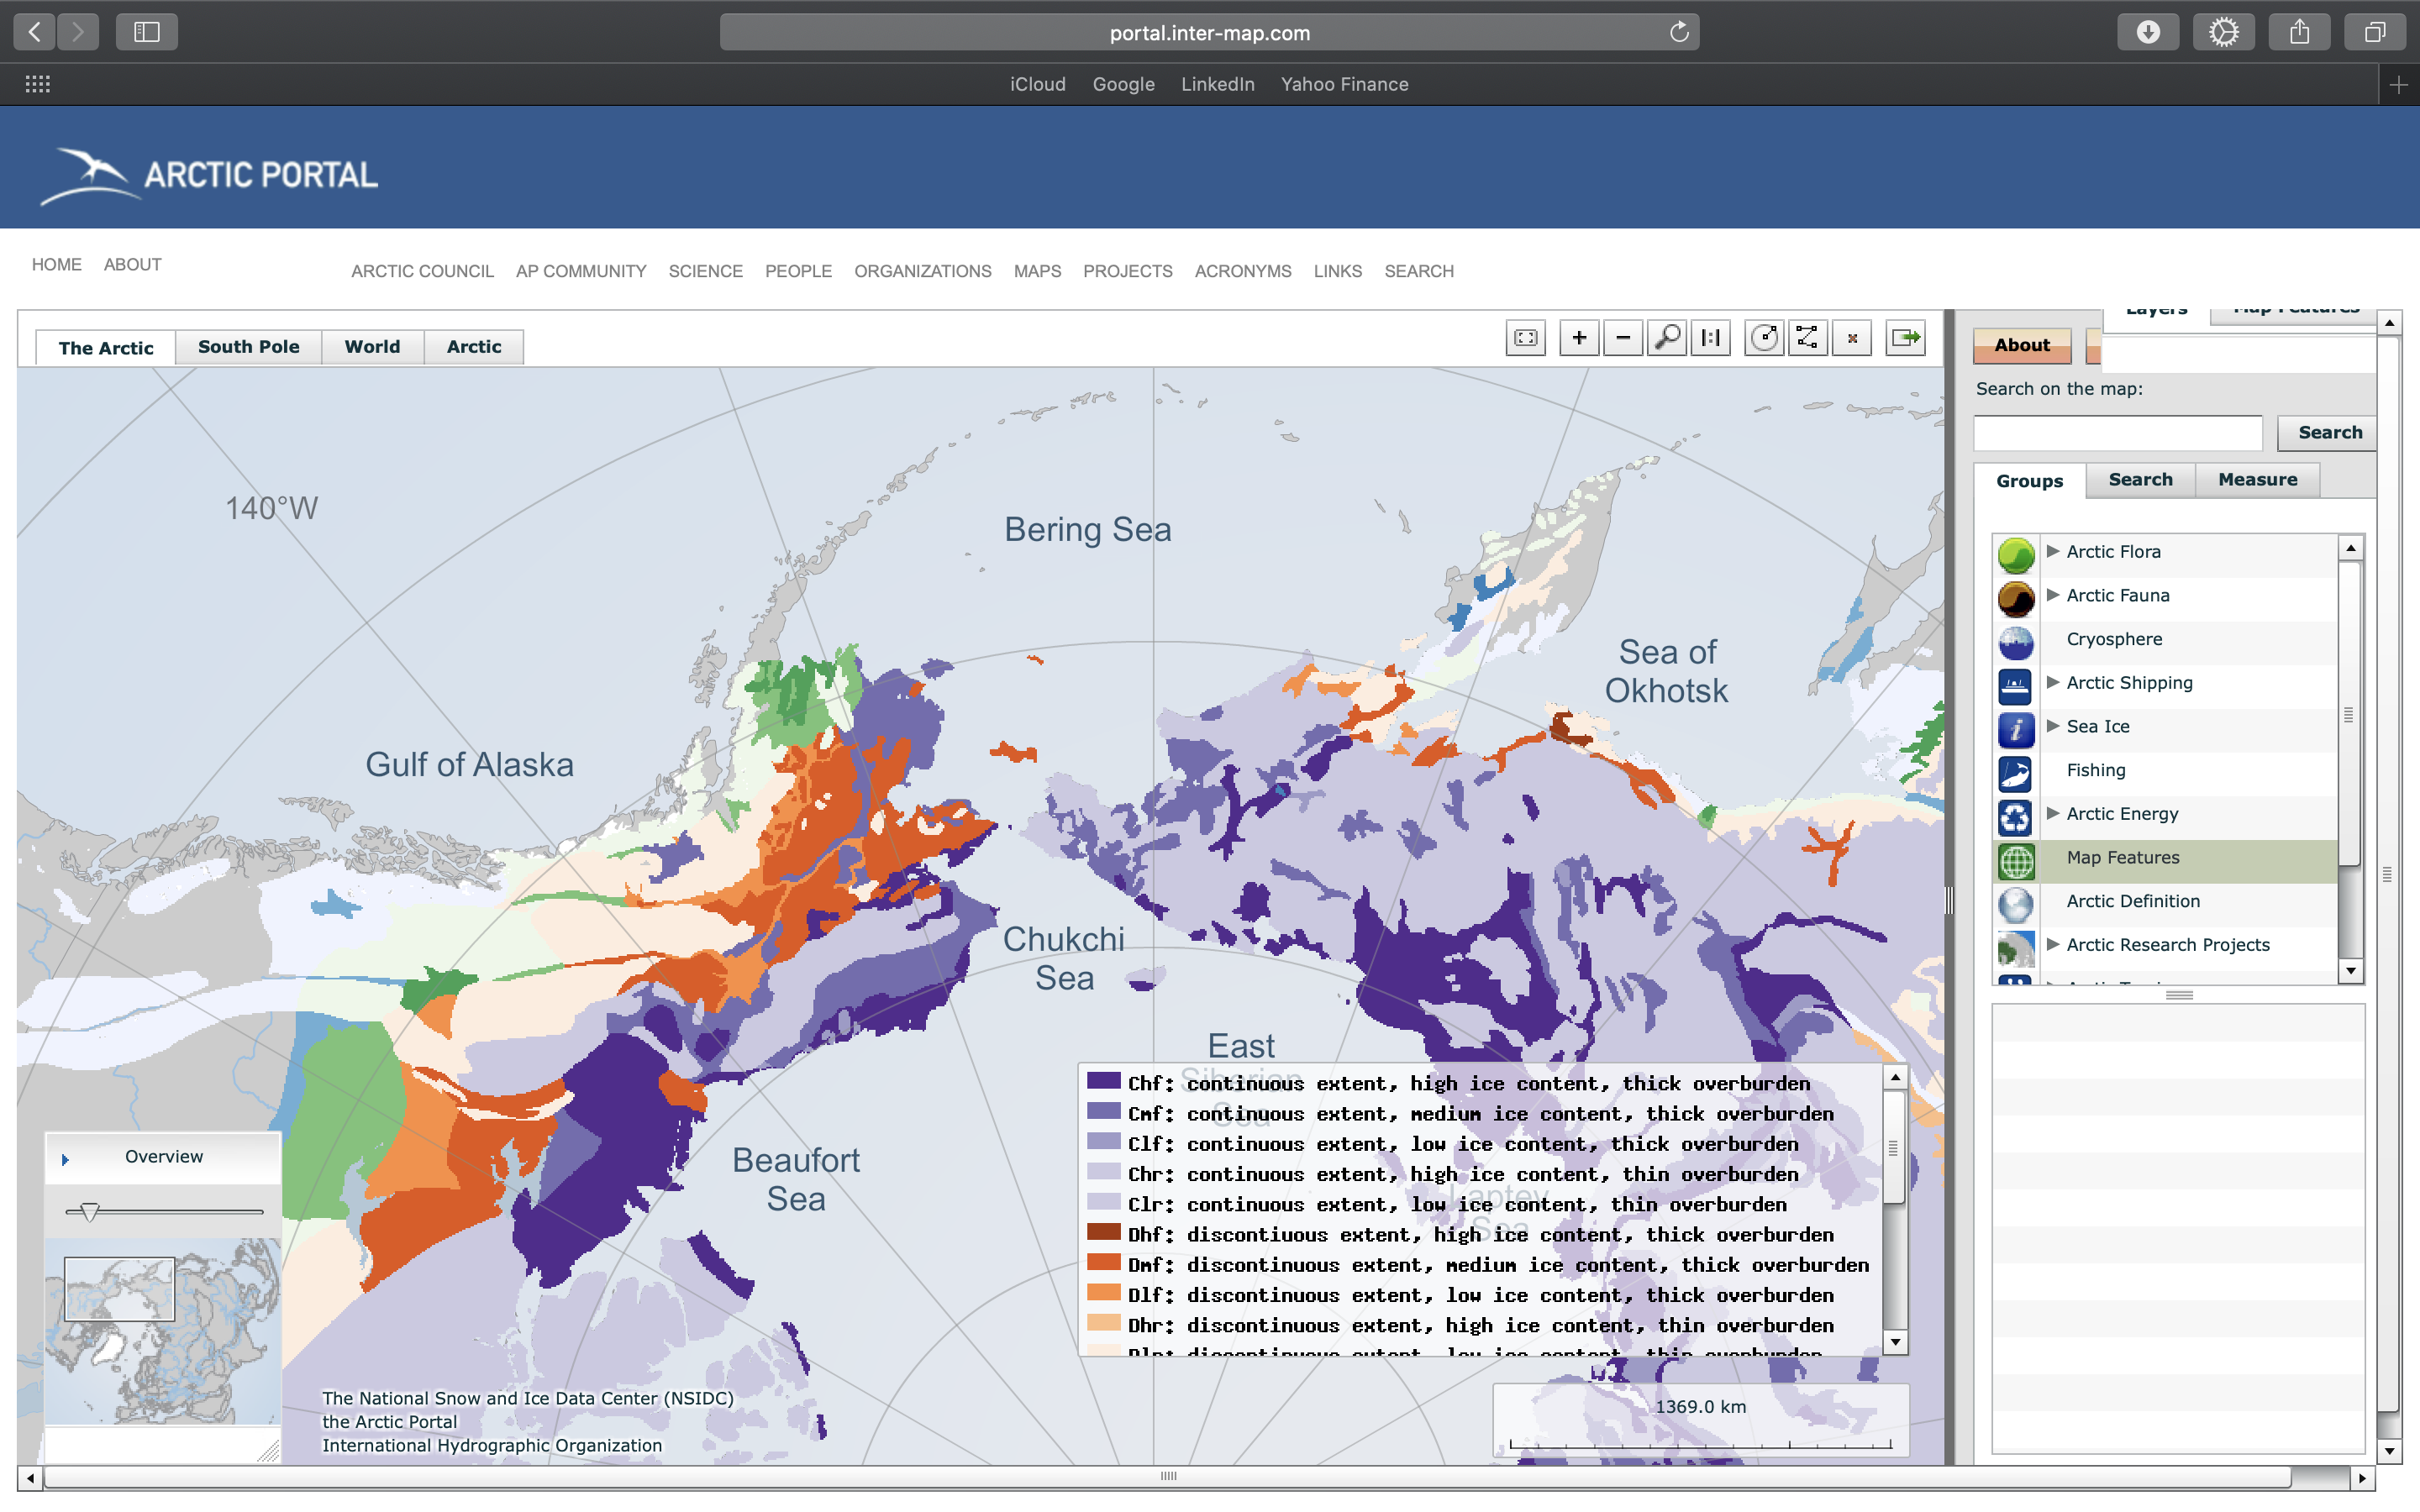 portal.inter-map.com
iCloud Google LinkedIn Yahoo Finance
ARCTIC PORTAL
HOME ABOUT
ARCTIC COUNCIL AP COMMUNITY SCIENCE PEOPLE ORGANIZATIONS MAPS PROJECTS ACRONYMS LINKS SEARCH
The Arctic South Pole World Arctic
Layers Map Features
About
Search on the map:
Search
Groups Search Measure
Arctic Flora
Arctic Fauna
Cryosphere
Arctic Shipping
Sea Ice
Fishing
Arctic Energy
Map Features
Arctic Definition
Arctic Research Projects
140°W
Bering Sea
Sea of
Okhotsk
Gulf of Alaska
Chukchi
Sea
East
Siberian
Sea
Beaufort
Sea
Laptev
Sea
Chf: continuous extent, high ice content, thick overburden
Cmf: continuous extent, medium ice content, thick overburden
Clf: continuous extent, low ice content, thick overburden
Chr: continuous extent, high ice content, thin overburden
Clr: continuous extent, low ice content, thin overburden
Dhf: discontiuous extent, high ice content, thick overburden
Dmf: discontinuous extent, medium ice content, thick overburden
Dlf: discontinuous extent, low ice content, thick overburden
Dhr: discontinuous extent, high ice content, thin overburden
Dlr: discontinuous extent, low ice content, thin overburden
Overview
The National Snow and Ice Data Center (NSIDC)
the Arctic Portal
International Hydrographic Organization
1369.0 km